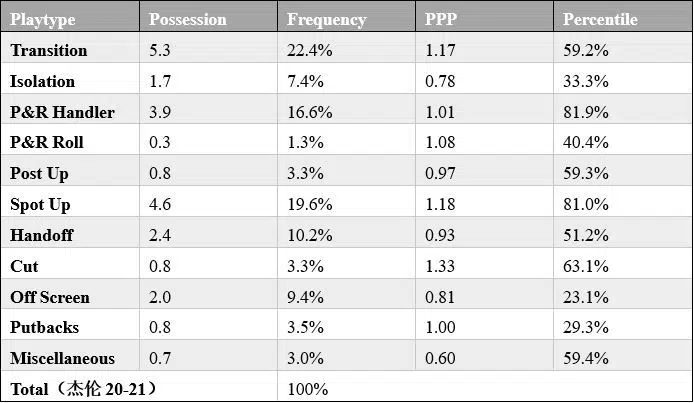 Playtype Possession Frequency PPP Percentile
Transition 5.3 22.4% 1.17 59.2%
Isolation 1.7 7.4% 0.78 33.3%
P&R Handler 3.9 16.6% 1.01 81.9%
P&R Roll 0.3 1.3% 1.08 40.4%
Post Up 0.8 3.3% 0.97 59.3%
Spot Up 4.6 19.6% 1.18 81.0%
Handoff 2.4 10.2% 0.93 51.2%
Cut 0.8 3.3% 1.33 63.1%
Off Screen 2.0 9.4% 0.81 23.1%
Putbacks 0.8 3.5% 1.00 29.3%
Miscellaneous 0.7 3.0% 0.60 59.4%
Total（杰伦 20-21） 100%